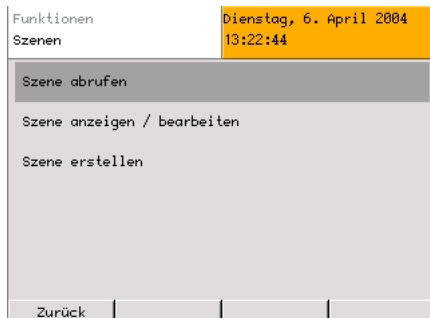 Funktionen
Szenen
Dienstag, 6. April 2004
13:22:44
Szene abrufen
Szene anzeigen / bearbeiten
Szene erstellen
Zurück